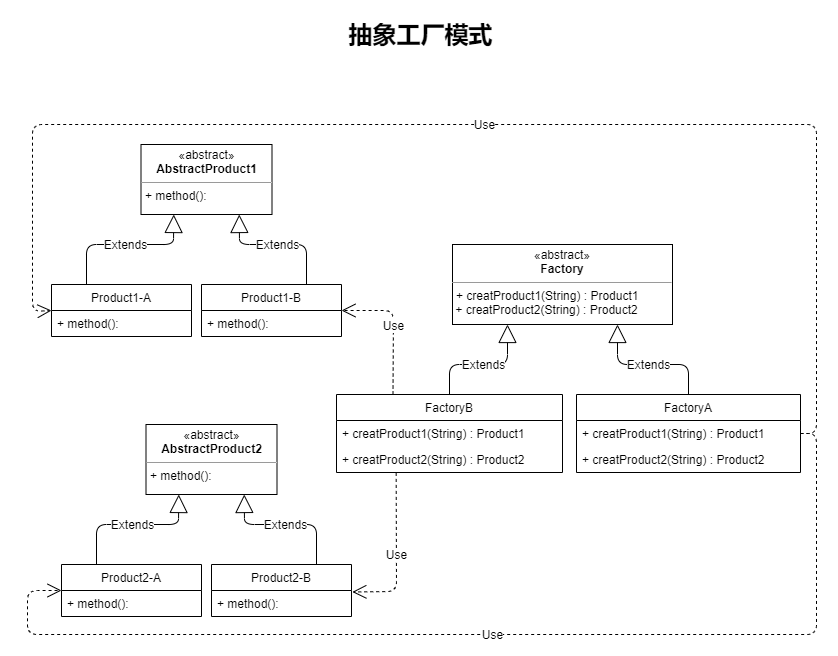 抽象工厂模式
Use
«abstract»
AbstractProduct1
+ method():
Extends
Extends
Product1-A
+ method():
Product1-B
+ method():
«abstract»
Factory
+ creatProduct1(String) : Product1
+ creatProduct2(String) : Product2
Use
Extends
Extends
FactoryB
+ creatProduct1(String) : Product1
+ creatProduct2(String) : Product2
FactoryA
+ creatProduct1(String) : Product1
+ creatProduct2(String) : Product2
«abstract»
AbstractProduct2
+ method():
Extends
Extends
Use
Product2-A
+ method():
Product2-B
+ method():
Use